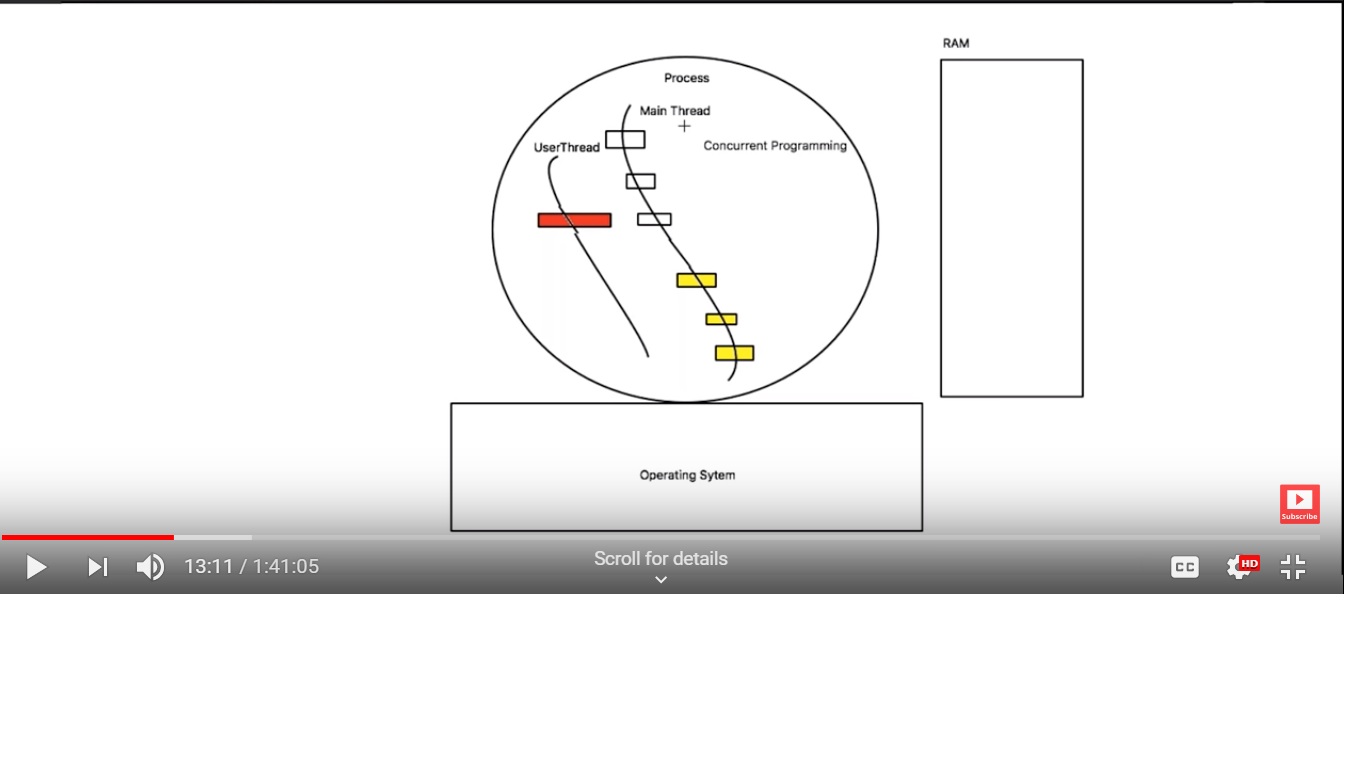 RAM
Process
Main Thread
UserThread
Concurrent Programming
Operating Sytem
Subscribe
13:11 / 1:41:05
Scroll for details
CC
HD